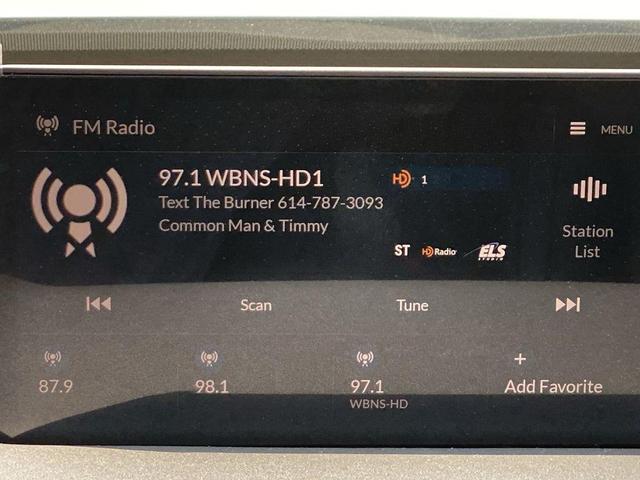 FM Radio
MENU
97.1 WBNS-HD1
HD 1
Text The Burner 614-787-3093
Common Man & Timmy
Station
List
ST HD Radio ELS
STUDIO
Scan
Tune
87.9
98.1
97.1
WBNS-HD
+
Add Favorite